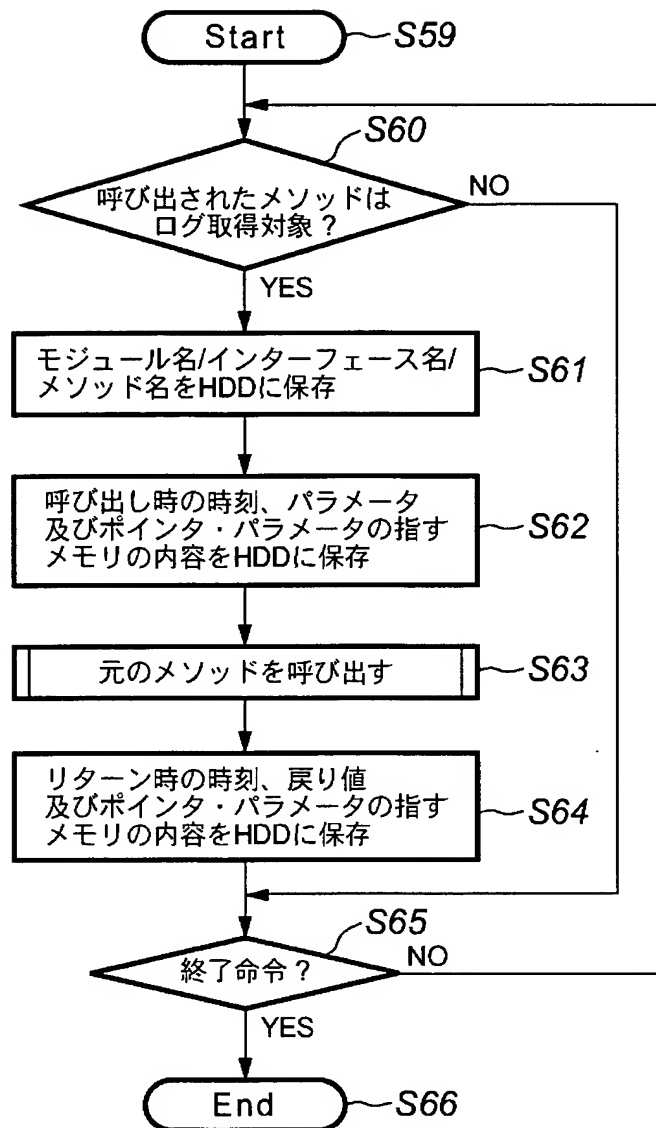 Start
S59
S60
呼び出されたメソッドは
ログ取得対象？
NO
YES
モジュール名/インターフェース名/
メソッド名をHDDに保存
S61
呼び出し時の時刻、パラメータ
及びポインタ・パラメータの指す
メモリの内容をHDDに保存
S62
元のメソッドを呼び出す
S63
リターン時の時刻、戻り値
及びポインタ・パラメータの指す
メモリの内容をHDDに保存
S64
S65
終了命令？
NO
YES
End
S66